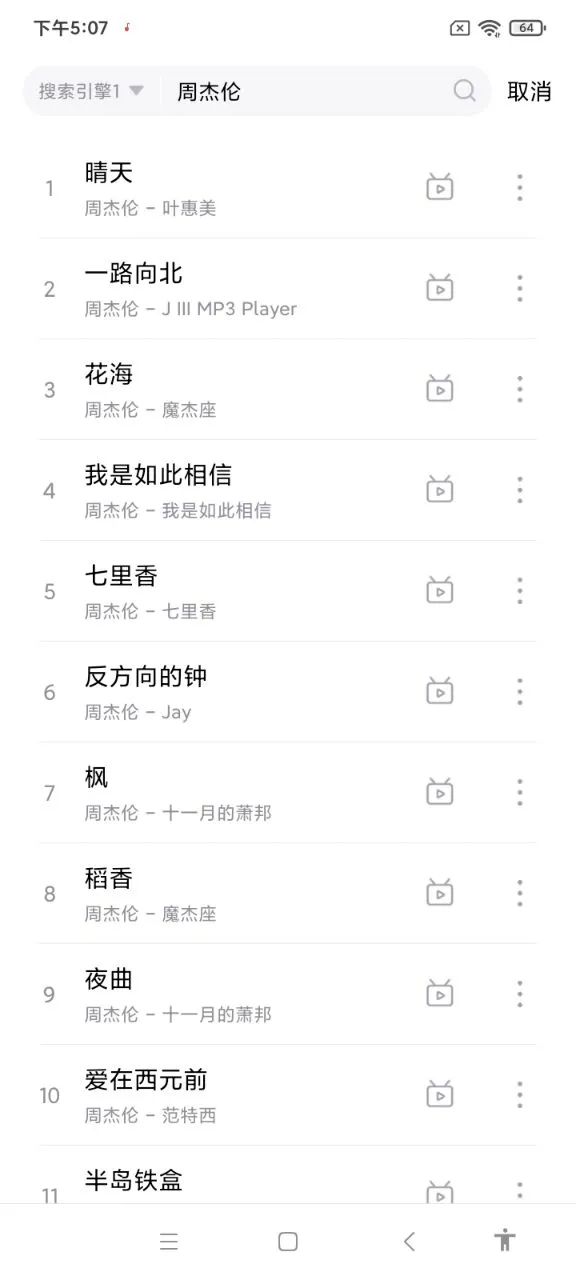 下午5:07
64
搜索引擎1 周杰伦 取消
1
晴天
周杰伦 – 叶惠美
2
一路向北
周杰伦 – J III MP3 Player
3
花海
周杰伦 – 魔杰座
4
我是如此相信
周杰伦 – 我是如此相信
5
七里香
周杰伦 – 七里香
6
反方向的钟
周杰伦 – Jay
7
枫
周杰伦 – 十一月的萧邦
8
稻香
周杰伦 – 魔杰座
9
夜曲
周杰伦 – 十一月的萧邦
10
爱在西元前
周杰伦 – 范特西
11
半岛铁盒